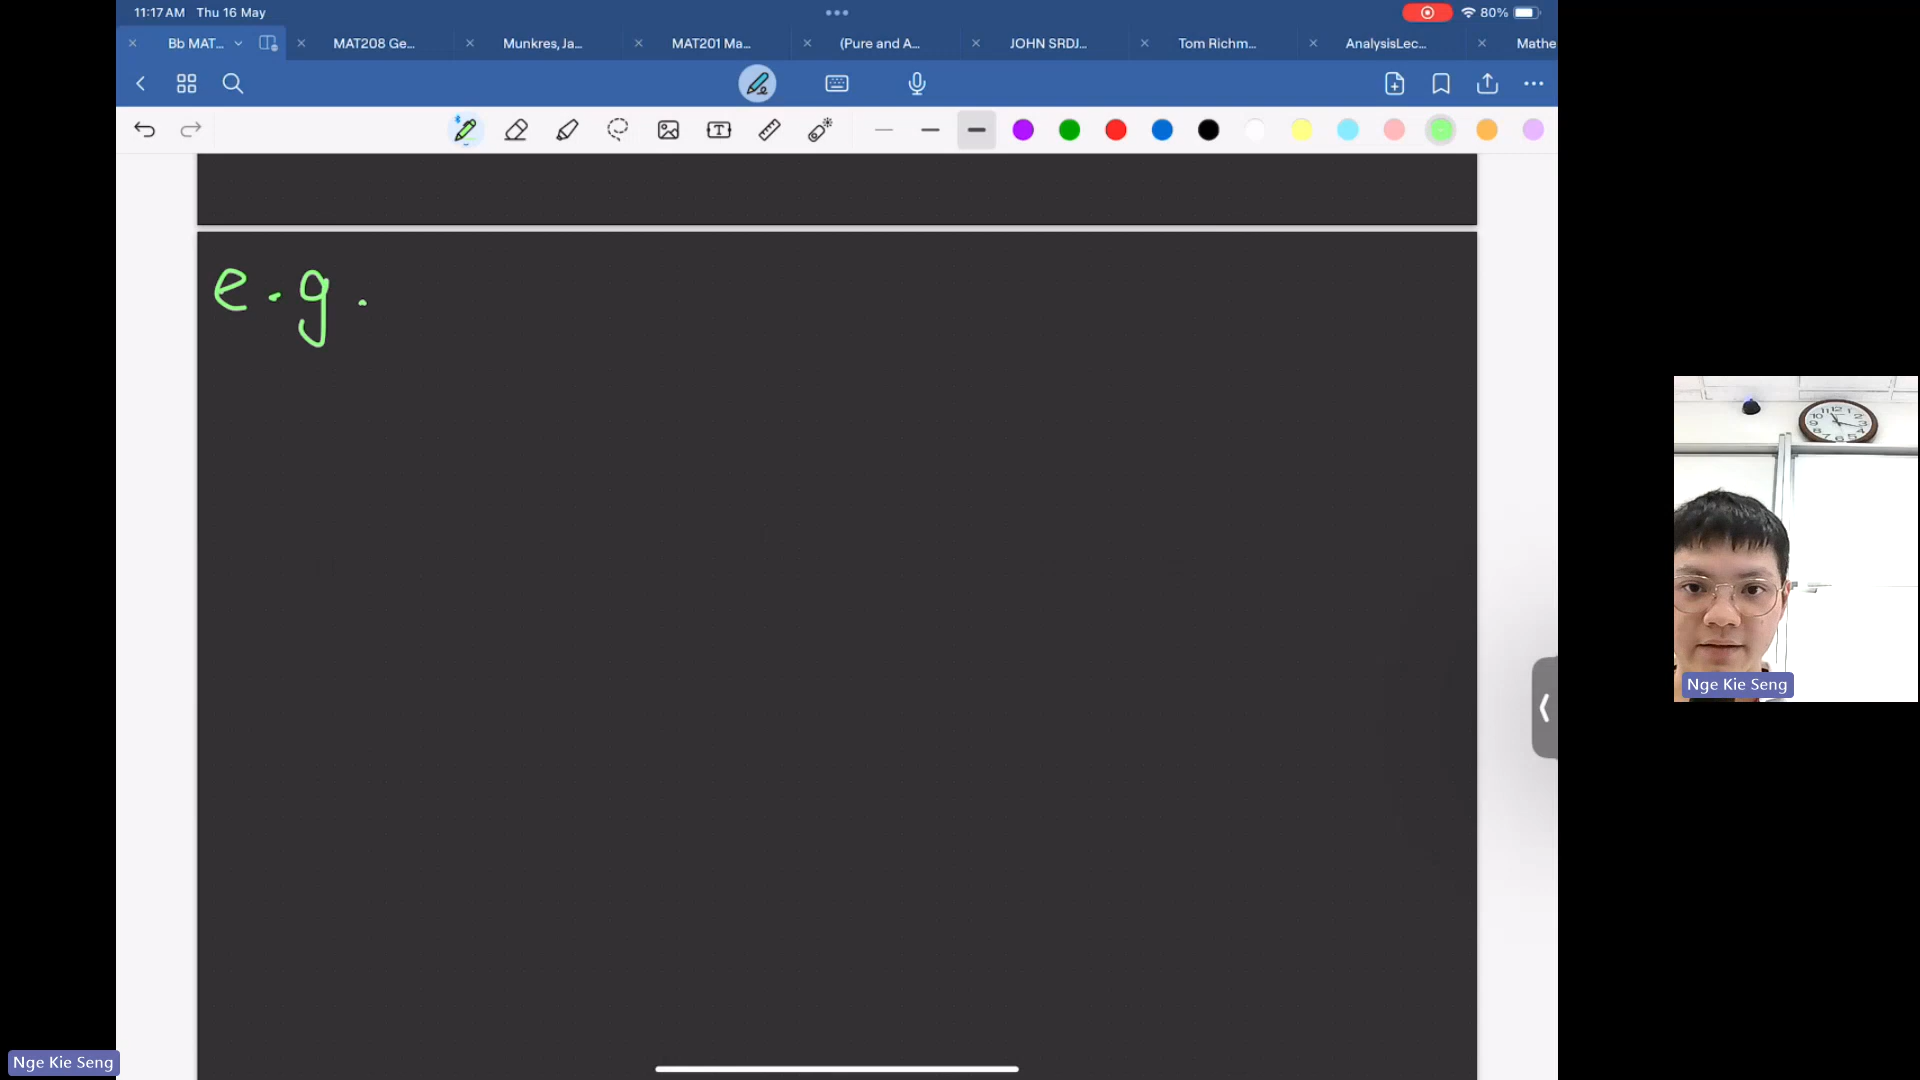 11:17 AM Thu 16 May
80%
Bb MAT...
MAT208 Ge...
Munkres, Ja...
MAT201 Ma...
(Pure and A...
JOHN SRDJ...
Tom Richm...
AnalysisLec...
Mathe
T
e.g.
Nge Kie Seng
Nge Kie Seng